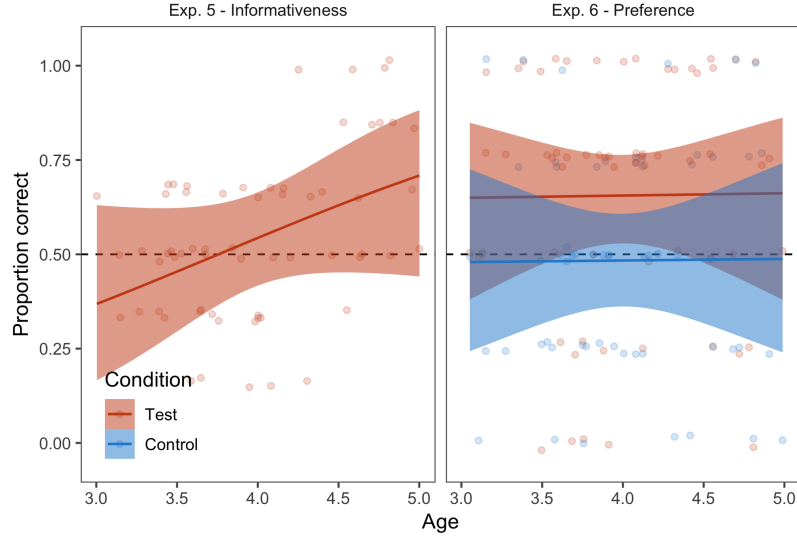 Exp. 5 - Informativeness
Exp. 6 - Preference
Proportion correct
1.00
0.75
0.50
0.25
0.00
Condition
Test
Control
3.0 3.5 4.0 4.5 5.0
3.0 3.5 4.0 4.5 5.0
Age